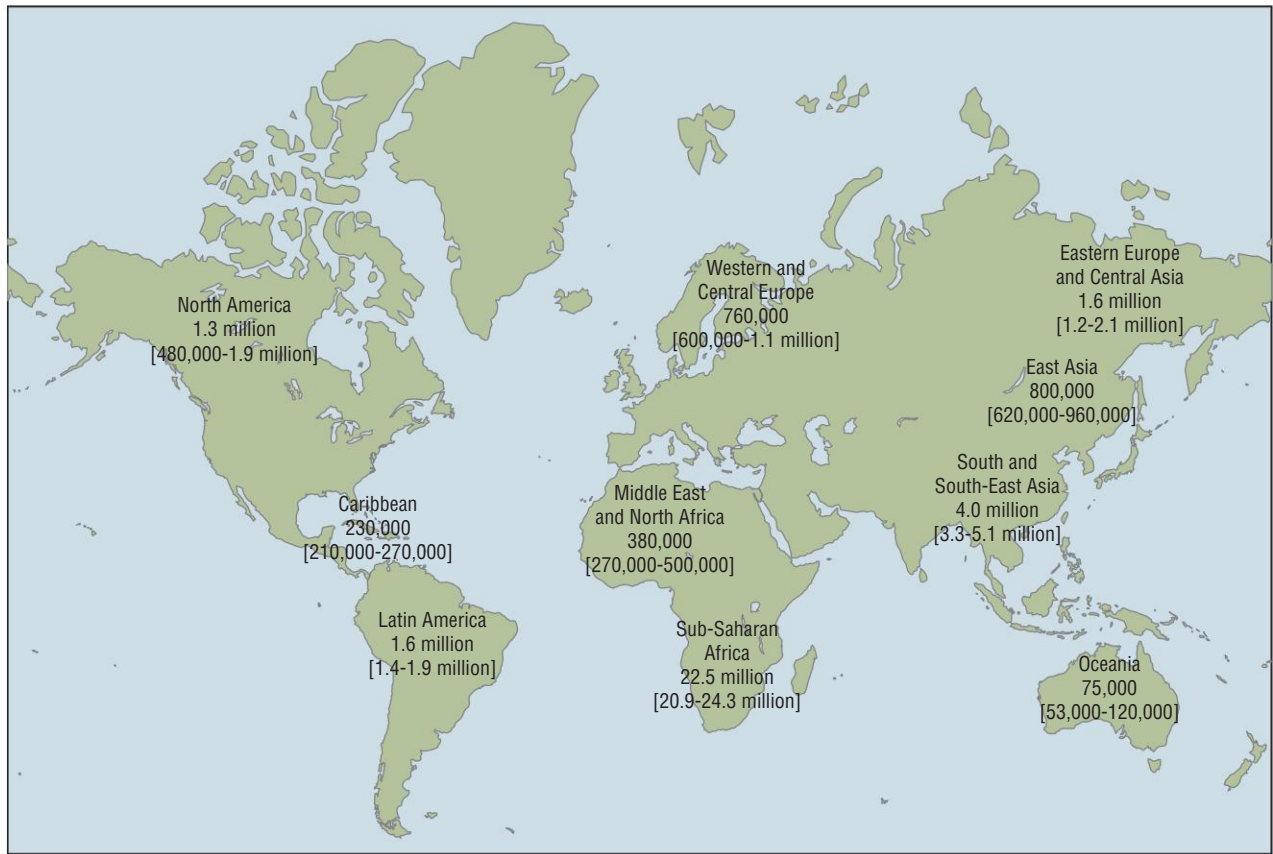 North America
1.3 million
[480,000-1.9 million]
Caribbean
230,000
[210,000-270,000]
Latin America
1.6 million
[1.4-1.9 million]
Western and
Central Europe
760,000
[600,000-1.1 million]
Middle East
and North Africa
380,000
[270,000-500,000]
Sub-Saharan
Africa
22.5 million
[20.9-24.3 million]
Eastern Europe
and Central Asia
1.6 million
[1.2-2.1 million]
East Asia
800,000
[620,000-960,000]
South and
South-East Asia
4.0 million
[3.3-5.1 million]
Oceania
75,000
[53,000-120,000]